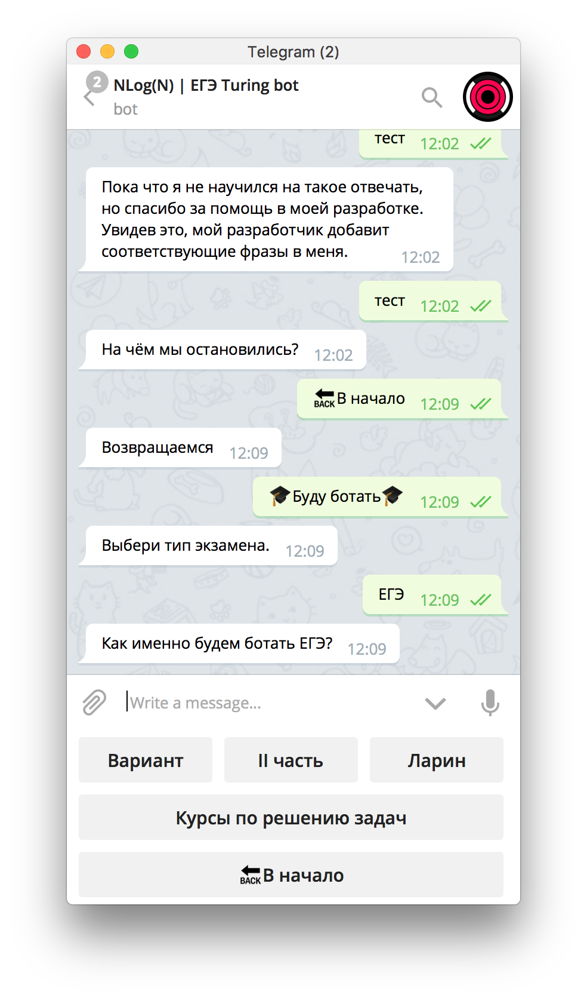 Telegram (2)
2
NLog(N) | ЕГЭ Turing bot
bot
тест 12:02
Пока что я не научился на такое отвечать,
но спасибо за помощь в моей разработке.
Увидев это, мой разработчик добавит
соответствующие фразы в меня. 12:02
тест 12:02
На чём мы остановились? 12:02
BACK В начало 12:09
Возвращаемся 12:09
🎓Буду ботать🎓 12:09
Выбери тип экзамена. 12:09
ЕГЭ 12:09
Как именно будем ботать ЕГЭ? 12:09
Write a message...
Вариант II часть Ларин
Курсы по решению задач
BACK В начало